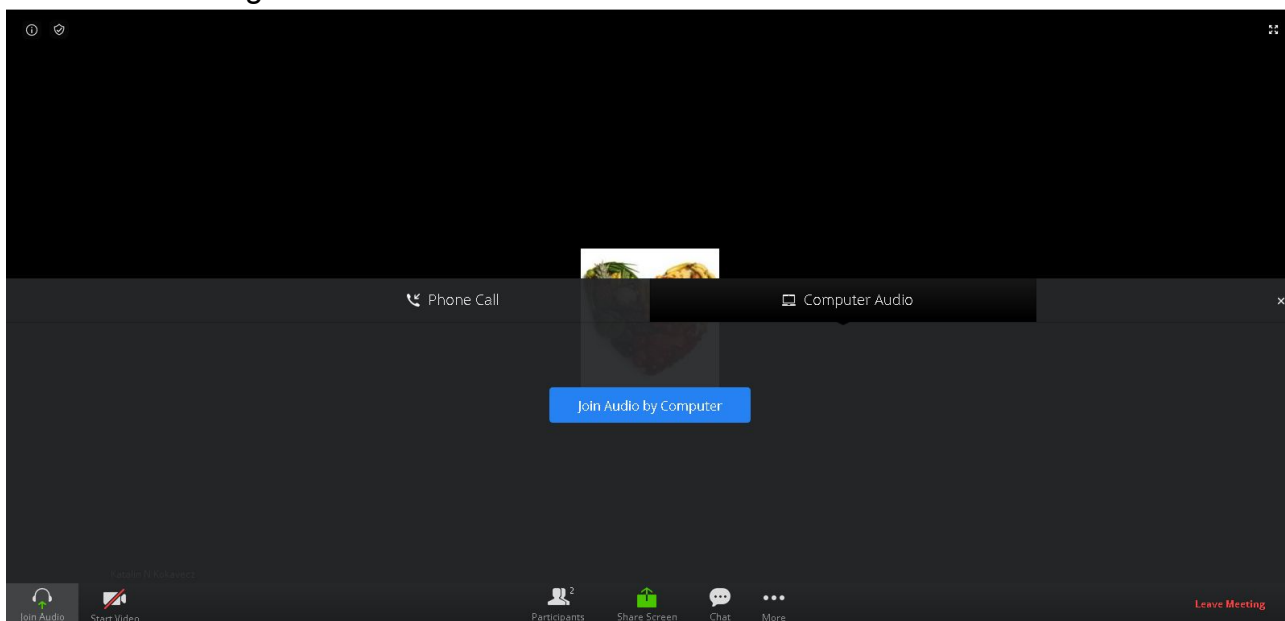 Phone Call
Computer Audio
Join Audio by Computer
Join Audio
Start Video
2
Participants
Share Screen
Chat
More
Leave Meeting